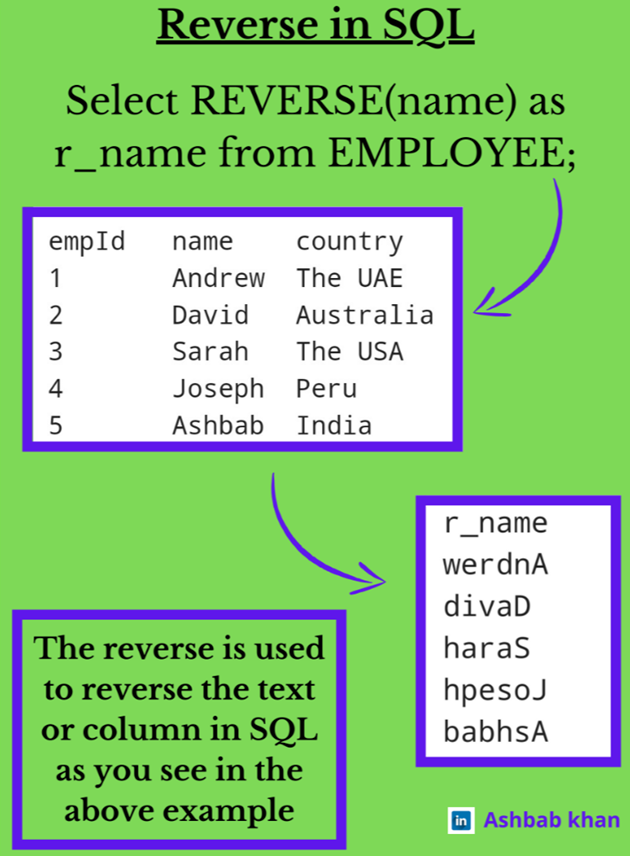 Reverse in SQL
Select REVERSE(name) as
r_name from EMPLOYEE;
empId name country
1 Andrew The UAE
2 David Australia
3 Sarah The USA
4 Joseph Peru
5 Ashbab India
r_name
werdnA
divaD
haraS
hpesoJ
babhsA
The reverse is used
to reverse the text
or column in SQL
as you see in the
above example
in Ashbab khan